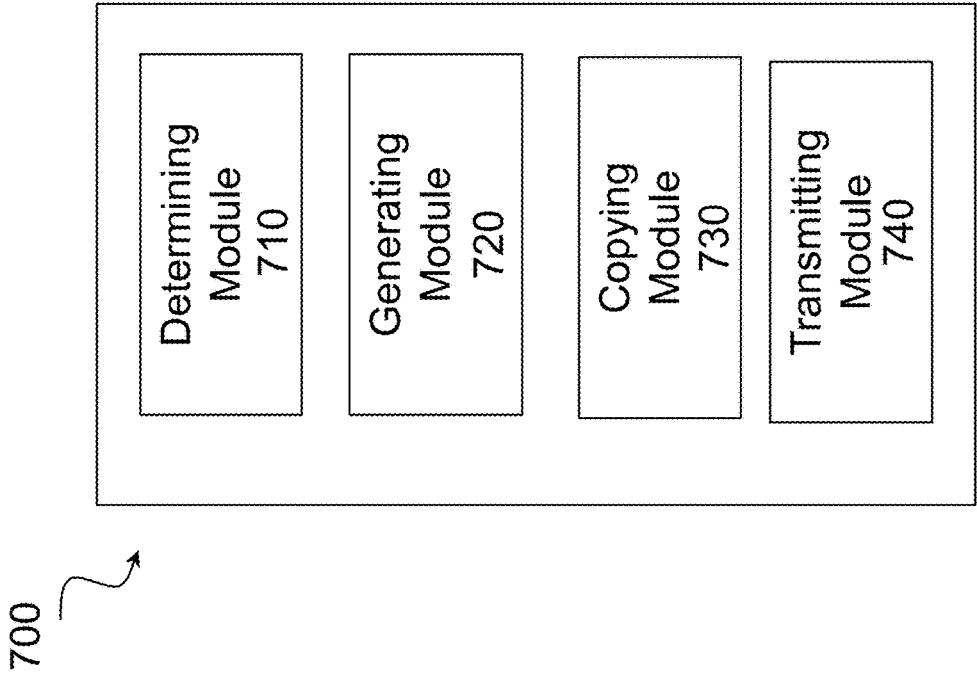 700
Determining
Module
710
Generating
Module
720
Copying
Module
730
Transmitting
Module
740